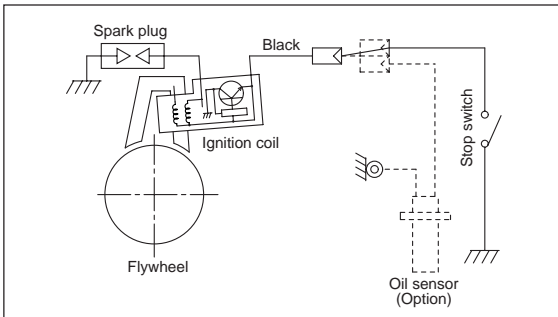 Spark plug
Black
Ignition coil
Stop switch
Flywheel
Oil sensor
(Option)